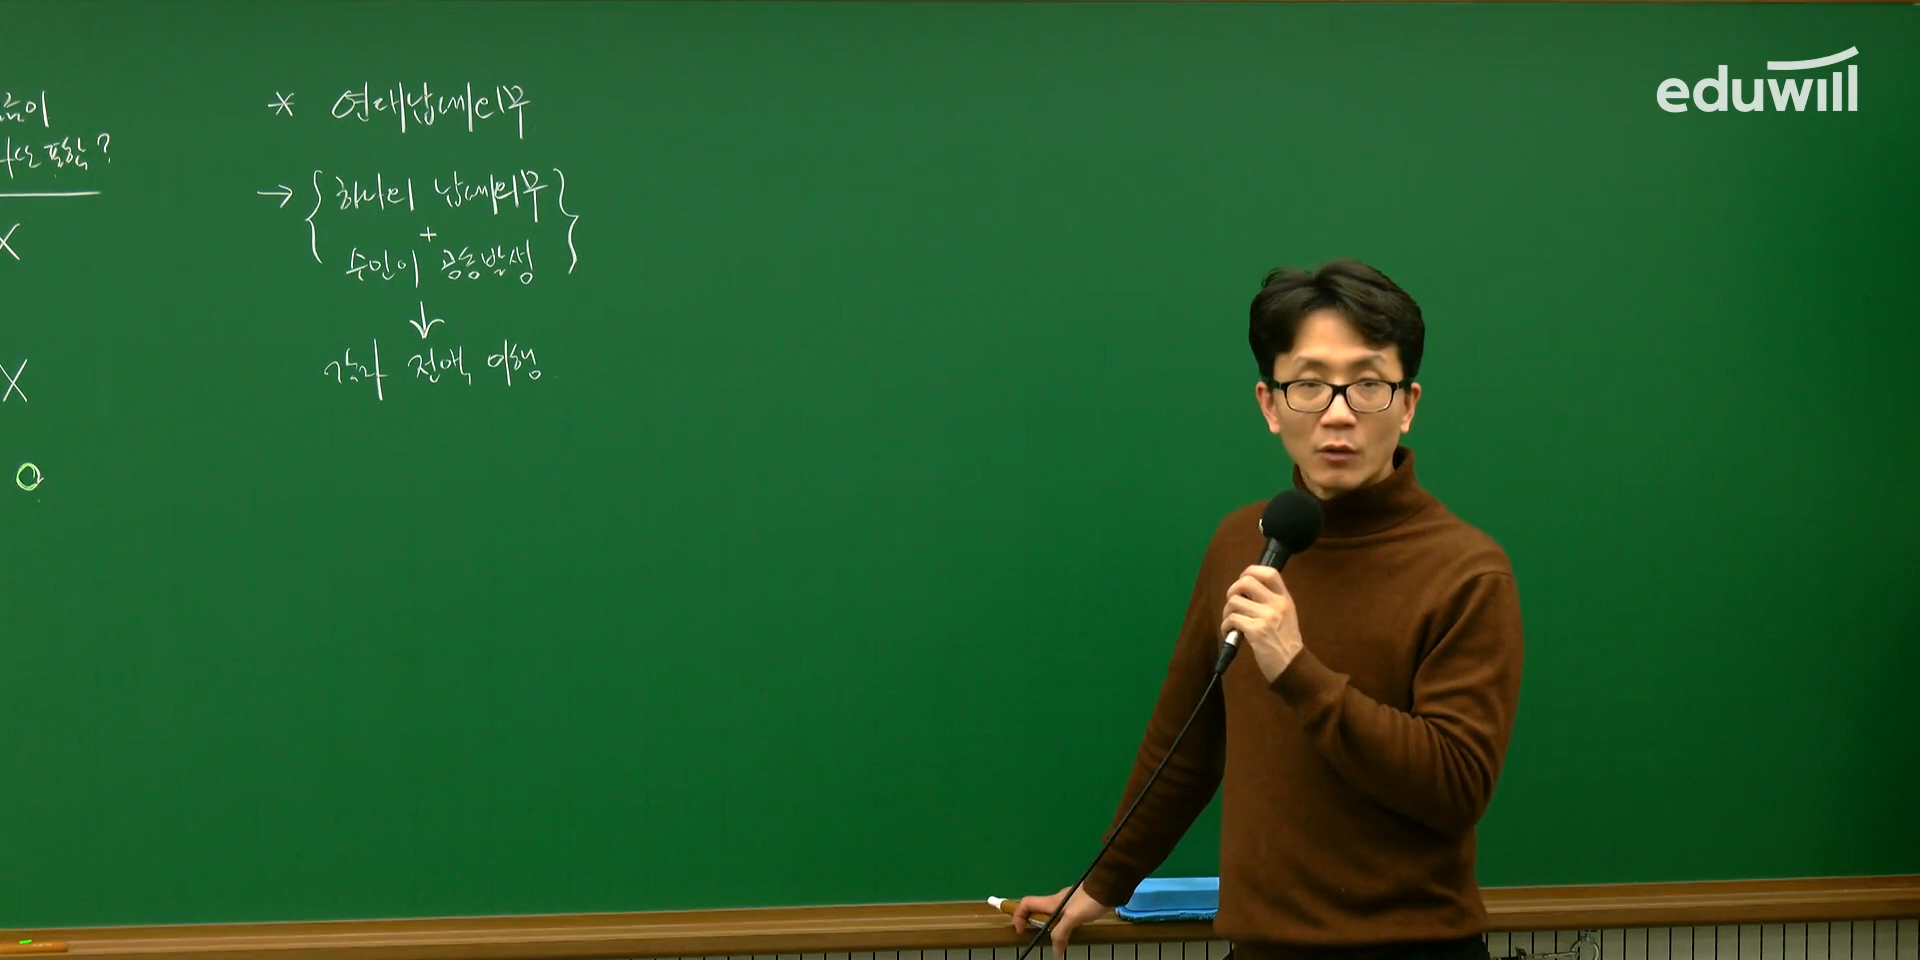 * 연대납세의무
→ { 하나의 납세의무 }
+
수인이 공동발생
↓
각각 전액 이행
X
X
O
eduwill